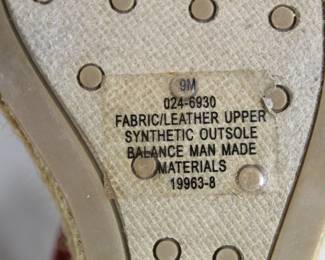 9M
024-6930
FABRIC/LEATHER UPPER
SYNTHETIC OUTSOLE
BALANCE MAN MADE
MATERIALS
19963-8